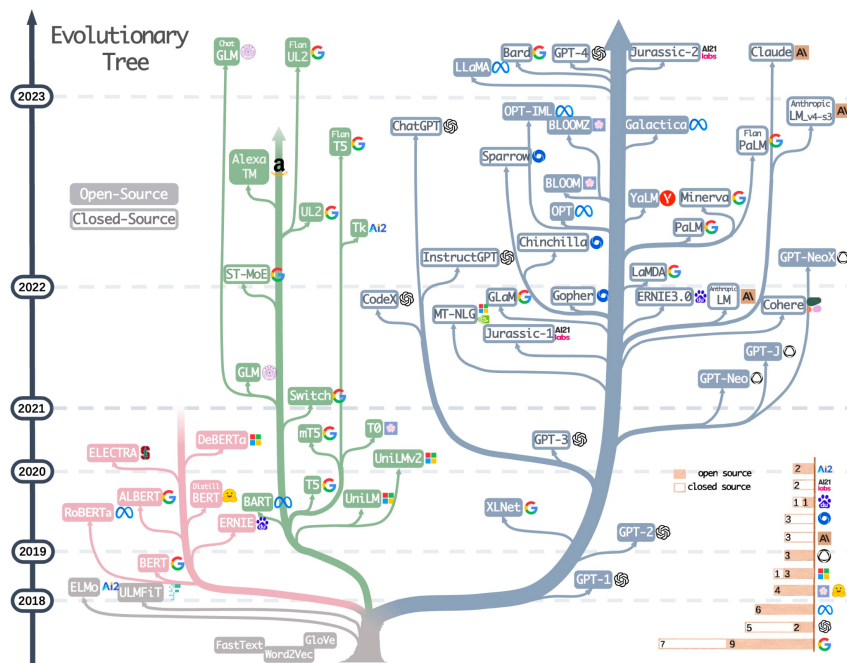 Evolutionary
Tree
2023
2022
2021
2020
2019
2018
Open-Source
Closed-Source
Chat
GLM
Flan
UL2
Flan
T5
Alexa
TM
a
UL2
Tk
Ai2
ST-MoE
GLM
Switch
mT5
T0
UniLMv2
T5
BART
UniLM
DeBERTa
ELECTRA
Distill
BERT
ALBERT
RoBERTa
ERNIE
BERT
ELMo
Ai2
ULMFiT
FastText
Word2Vec
GloVe
Bard
GPT-4
Jurassic-2
AI21
labs
Claude
A\
LLaMA
Anthropic
LM_v4-s3
A\
OPT-IML
ChatGPT
BLOOMZ
Galactica
Flan
PaLM
Sparrow
BLOOM
YaLM
Minerva
OPT
PaLM
Chinchilla
InstructGPT
GPT-NeoX
LaMDA
CodeX
GLaM
Gopher
ERNIE3.0
Anthropic
LM
A\
Cohere
MT-NLG
Jurassic-1
AI21
labs
GPT-J
GPT-Neo
GPT-3
XLNet
GPT-2
GPT-1
open source
closed source
2 Ai2
2 AI21
labs
1 1
3
3 A\
3
1 3
4
6
5 2
7 9